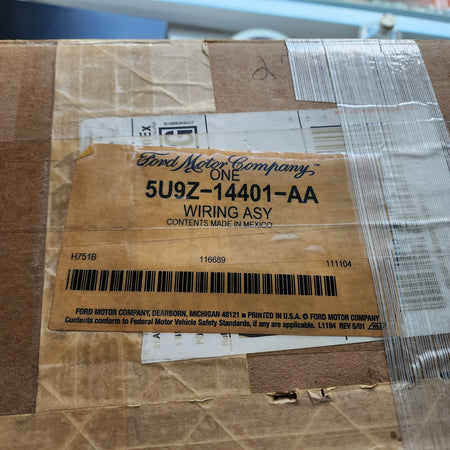 2
Ford Motor Company™
ONE
5U9Z-14401-AA
WIRING ASY
CONTENTS MADE IN MEXICO
H751B 116689 111104
FORD MOTOR COMPANY, DEARBORN, MICHIGAN 48121 ■ PRINTED IN U.S.A. © FORD MOTOR COMPANY
Contents conform to Federal Motor Vehicle Safety Standards, if any are applicable. L1194 REV 5/01